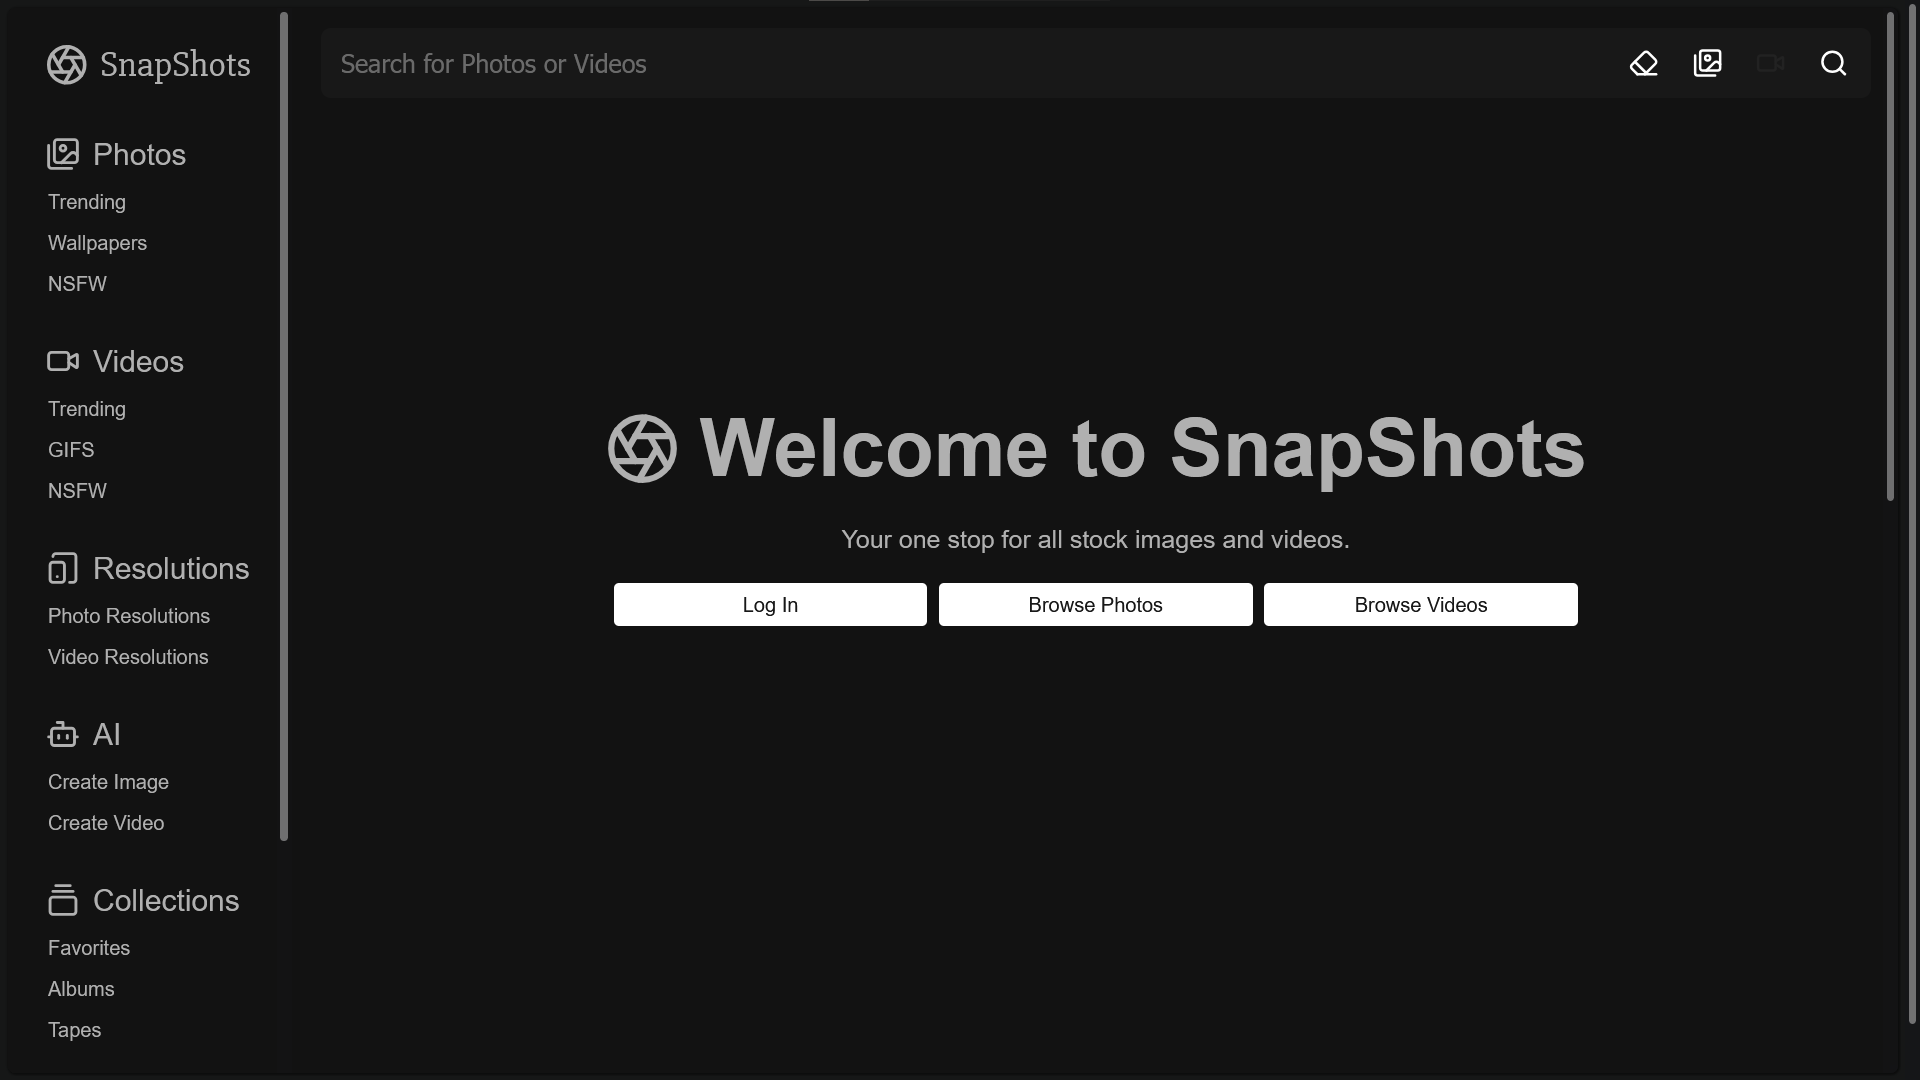 SnapShots
Photos
Trending
Wallpapers
NSFW
Videos
Trending
GIFS
NSFW
Resolutions
Photo Resolutions
Video Resolutions
AI
Create Image
Create Video
Collections
Favorites
Albums
Tapes
Search for Photos or Videos
Welcome to SnapShots
Your one stop for all stock images and videos.
Log In
Browse Photos
Browse Videos